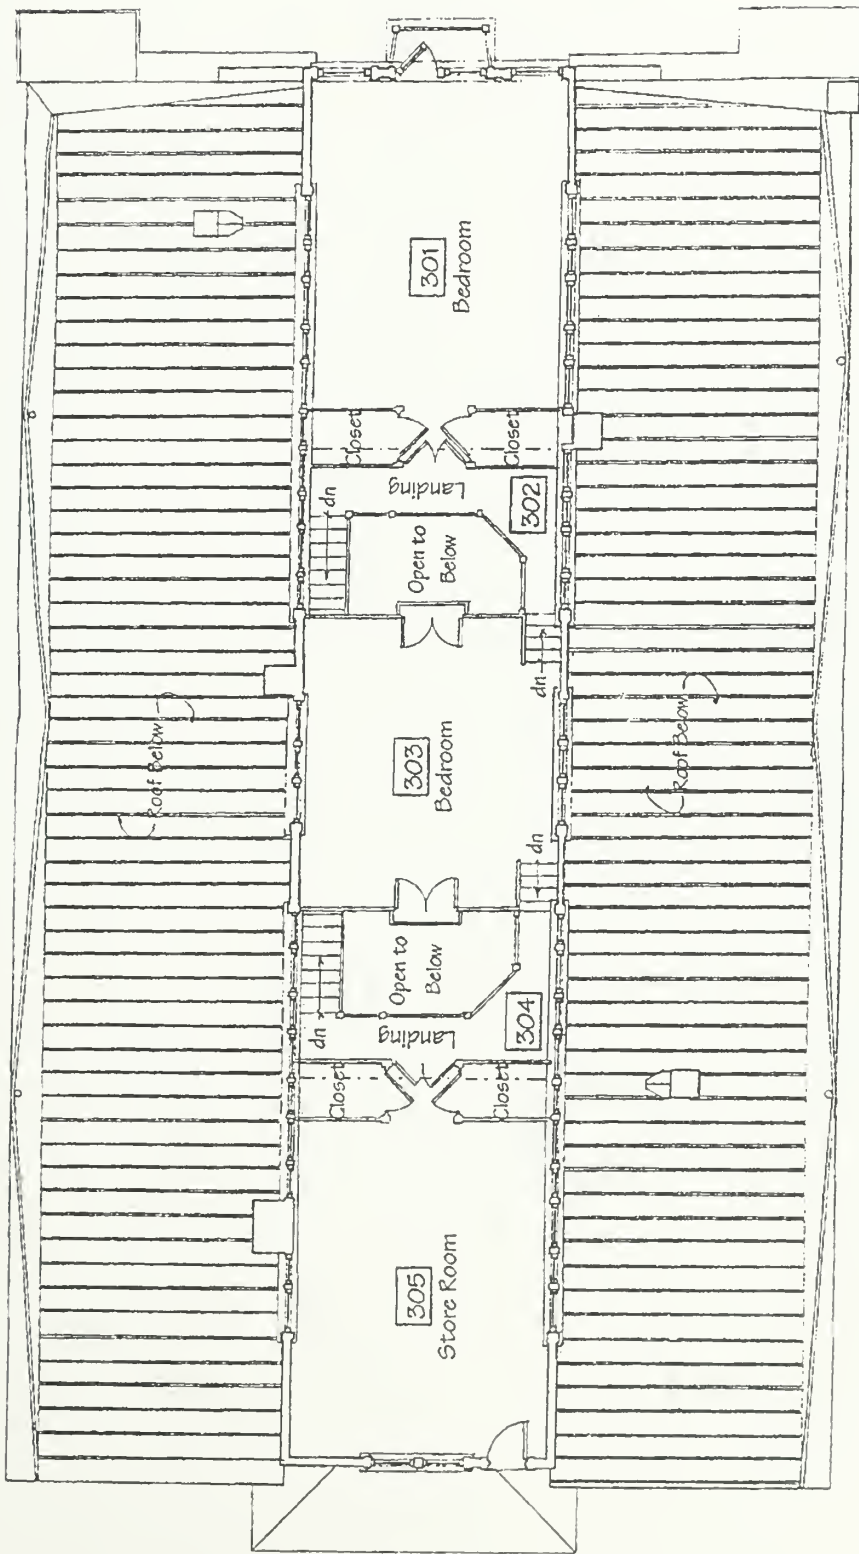 301
Bedroom
Closet
Closet
Landing
302
dn
Open to
Below
dn
303
Bedroom
Roof Below
Roof Below
dn
Open to
Below
dn
Landing
304
Closet
Closet
305
Store Room